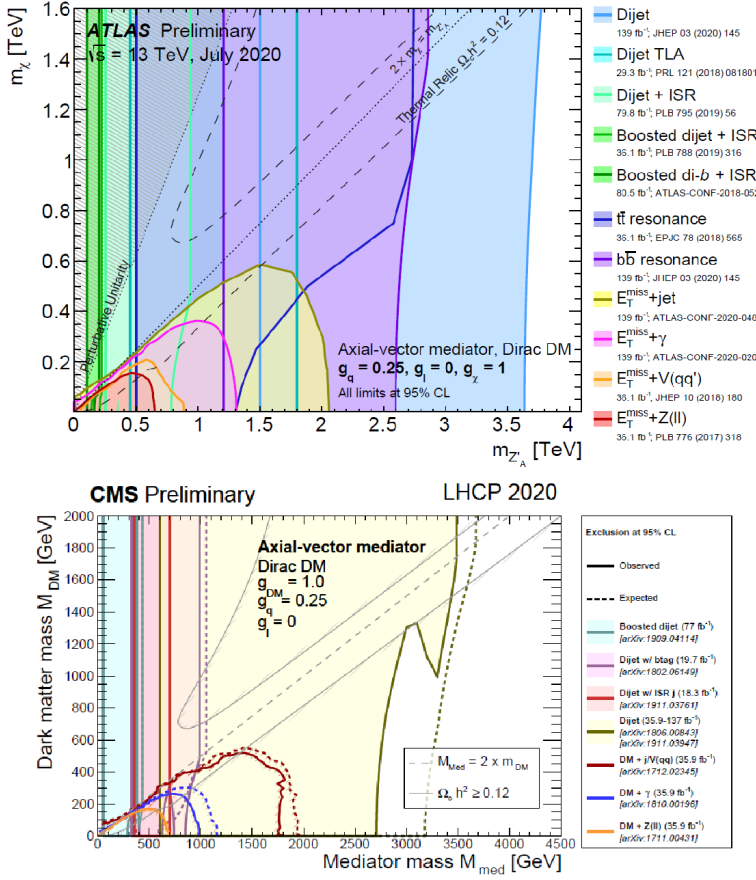 ATLAS Preliminary
√s = 13 TeV, July 2020
m_χ [TeV]
1.6
1.4
1.2
1
0.8
0.6
0.4
0.2
Perturbative Unitarity
2 × m_χ = m_Z'A
Thermal Relic Ω_c h² = 0.12
Axial-vector mediator, Dirac DM
g_q = 0.25, g_l = 0, g_χ = 1
All limits at 95% CL
0 0.5 1 1.5 2 2.5 3 3.5 4
m_Z'A [TeV]
Dijet
139 fb⁻¹; JHEP 03 (2020) 145
Dijet TLA
29.3 fb⁻¹; PRL 121 (2018) 081801
Dijet + ISR
79.8 fb⁻¹; PLB 795 (2019) 56
Boosted dijet + ISR
36.1 fb⁻¹; PLB 788 (2019) 316
Boosted di-b + ISR
80.5 fb⁻¹; ATLAS-CONF-2018-052
tt̄ resonance
36.1 fb⁻¹; EPJC 78 (2018) 565
bb̄ resonance
139 fb⁻¹; JHEP 03 (2020) 145
E_T^miss+jet
139 fb⁻¹; ATLAS-CONF-2020-048
E_T^miss+γ
139 fb⁻¹; ATLAS-CONF-2020-020
E_T^miss+V(qq')
36.1 fb⁻¹; JHEP 10 (2018) 180
E_T^miss+Z(ll)
36.1 fb⁻¹; PLB 776 (2017) 318
CMS Preliminary
LHCP 2020
Dark matter mass M_DM [GeV]
2000
1800
1600
1400
1200
1000
800
600
400
200
0
Axial-vector mediator
Dirac DM
g_DM = 1.0
g_q = 0.25
g_l = 0
M_Med = 2 x m_DM
Ω_c h² ≥ 0.12
0 500 1000 1500 2000 2500 3000 3500 4000 4500
Mediator mass M_med [GeV]
Exclusion at 95% CL
Observed
Expected
Boosted dijet (77 fb⁻¹)
[arXiv:1909.04114]
Dijet w/ btag (19.7 fb⁻¹)
[arXiv:1802.06149]
Dijet w/ ISR j (18.3 fb⁻¹)
[arXiv:1911.03761]
Dijet (35.9-137 fb⁻¹)
[arXiv:1806.00843]
[arXiv:1911.03947]
DM + j/V(qq) (35.9 fb⁻¹)
[arXiv:1712.02345]
DM + γ (35.9 fb⁻¹)
[arXiv:1810.00196]
DM + Z(ll) (35.9 fb⁻¹)
[arXiv:1711.00431]